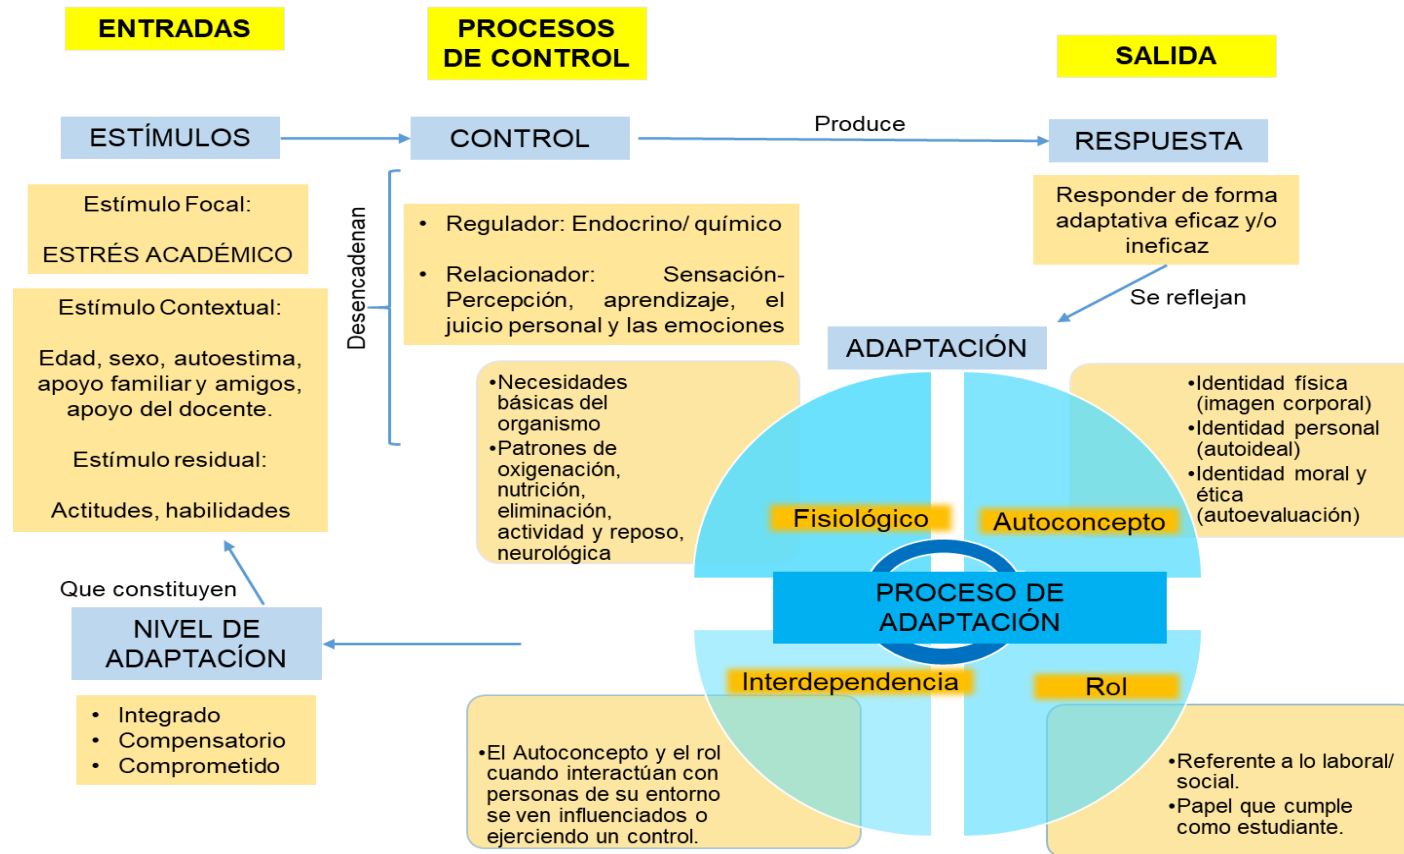 ENTRADAS
PROCESOS
DE CONTROL
SALIDA
ESTÍMULOS
CONTROL
Produce
RESPUESTA
Estímulo Focal:
ESTRÉS ACADÉMICO
Estímulo Contextual:
Edad, sexo, autoestima,
apoyo familiar y amigos,
apoyo del docente.
Estímulo residual:
Actitudes, habilidades
Desencadenan
• Regulador: Endocrino/ químico
• Relacionador: Sensación-
Percepción, aprendizaje, el
juicio personal y las emociones
Responder de forma
adaptativa eficaz y/o
ineficaz
Se reflejan
ADAPTACIÓN
•Necesidades
básicas del
organismo
•Patrones de
oxigenación,
nutrición,
eliminación,
actividad y reposo,
neurológica
•Identidad física
(imagen corporal)
•Identidad personal
(autoideal)
•Identidad moral y
ética
(autoevaluación)
Fisiológico
Autoconcepto
PROCESO DE
ADAPTACIÓN
Interdependencia
Rol
Que constituyen
NIVEL DE
ADAPTACÍON
• Integrado
• Compensatorio
• Comprometido
•El Autoconcepto y el rol
cuando interactúan con
personas de su entorno
se ven influenciados o
ejerciendo un control.
•Referente a lo laboral/
social.
•Papel que cumple
como estudiante.